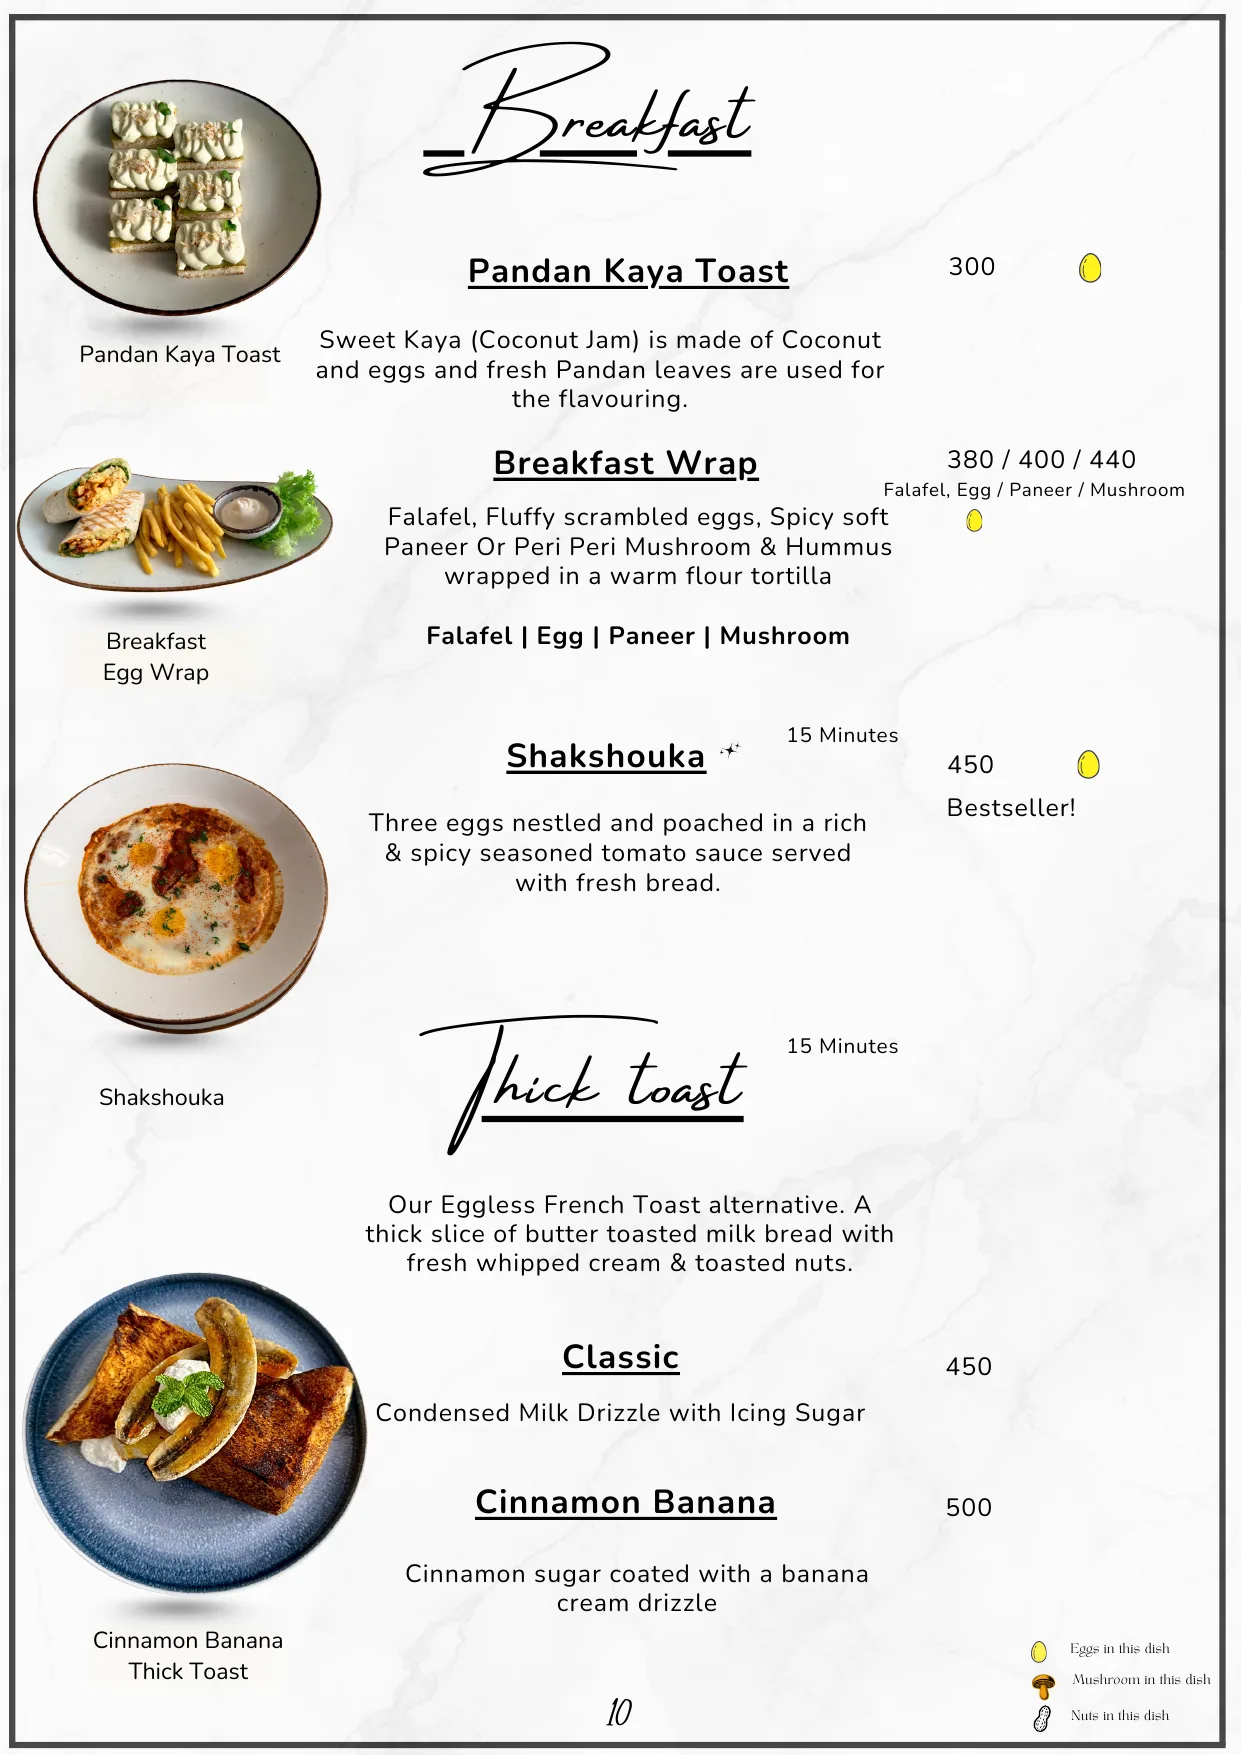 Breakfast
Pandan Kaya Toast
300
Pandan Kaya Toast
Sweet Kaya (Coconut Jam) is made of Coconut
and eggs and fresh Pandan leaves are used for
the flavouring.
Breakfast Wrap
380 / 400 / 440
Falafel, Egg / Paneer / Mushroom
Falafel, Fluffy scrambled eggs, Spicy soft
Paneer Or Peri Peri Mushroom & Hummus
wrapped in a warm flour tortilla
Falafel | Egg | Paneer | Mushroom
Breakfast
Egg Wrap
15 Minutes
Shakshouka
450
Bestseller!
Three eggs nestled and poached in a rich
& spicy seasoned tomato sauce served
with fresh bread.
Shakshouka
Thick toast
15 Minutes
Our Eggless French Toast alternative. A
thick slice of butter toasted milk bread with
fresh whipped cream & toasted nuts.
Classic
450
Condensed Milk Drizzle with Icing Sugar
Cinnamon Banana
500
Cinnamon sugar coated with a banana
cream drizzle
Cinnamon Banana
Thick Toast
Eggs in this dish
Mushroom in this dish
Nuts in this dish
10